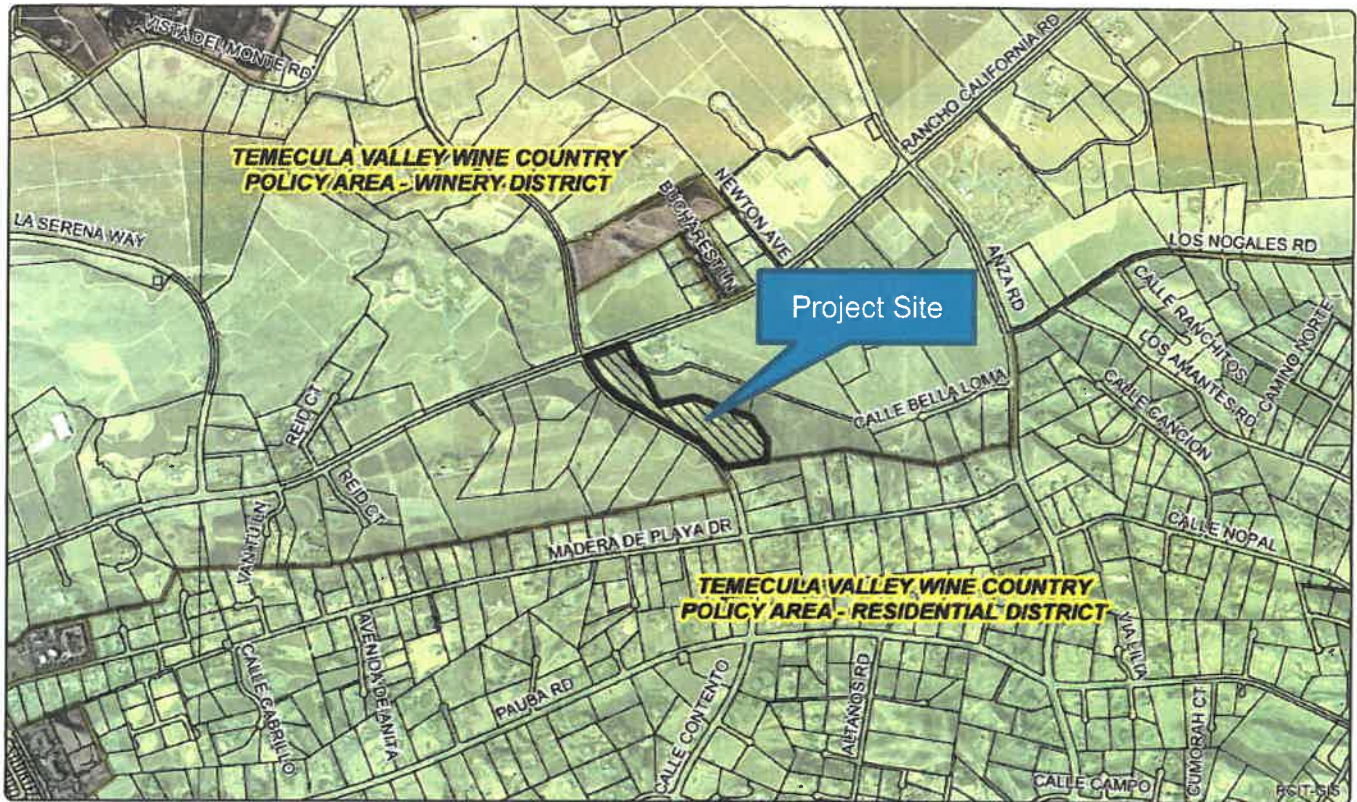 VISTA DEL MONTE RD
RANCHO CALIFORNIA RD
TEMECULA VALLEY WINE COUNTRY
POLICY AREA - WINERY DISTRICT
NEWTON AVE
BUCHAREST LN
LA SERENA WAY
LOS NOGALES RD
ANZA RD
CALLE RANCHITOS
CAMINO NORTE
Project Site
LOS AMANTES RD
CALLE BELLA LOMA
CALLE CANCION
REID CT
REID CT
CALLE NOPAL
MADERA DE PLAYA DR
VAN TU LN
TEMECULA VALLEY WINE COUNTRY
POLICY AREA - RESIDENTIAL DISTRICT
VIA LILIA
AVENIDA DE ANITA
CALLE CABRILLO
PAUBA RD
CALLE CONTENTO
ALTANOS RD
CUMORAH CT
CALLE CAMPO
RCIT-GIS